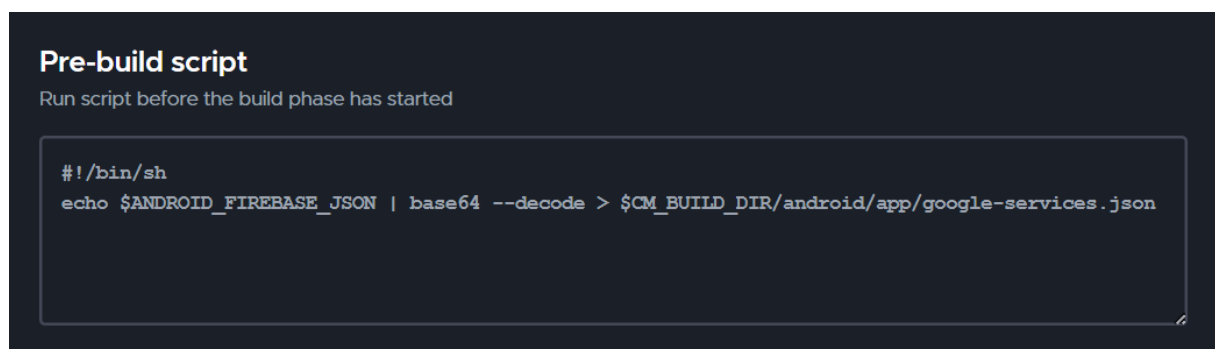 Pre-build script
Run script before the build phase has started
#!/bin/sh
echo $ANDROID_FIREBASE_JSON | base64 --decode > $CM_BUILD_DIR/android/app/google-services.json